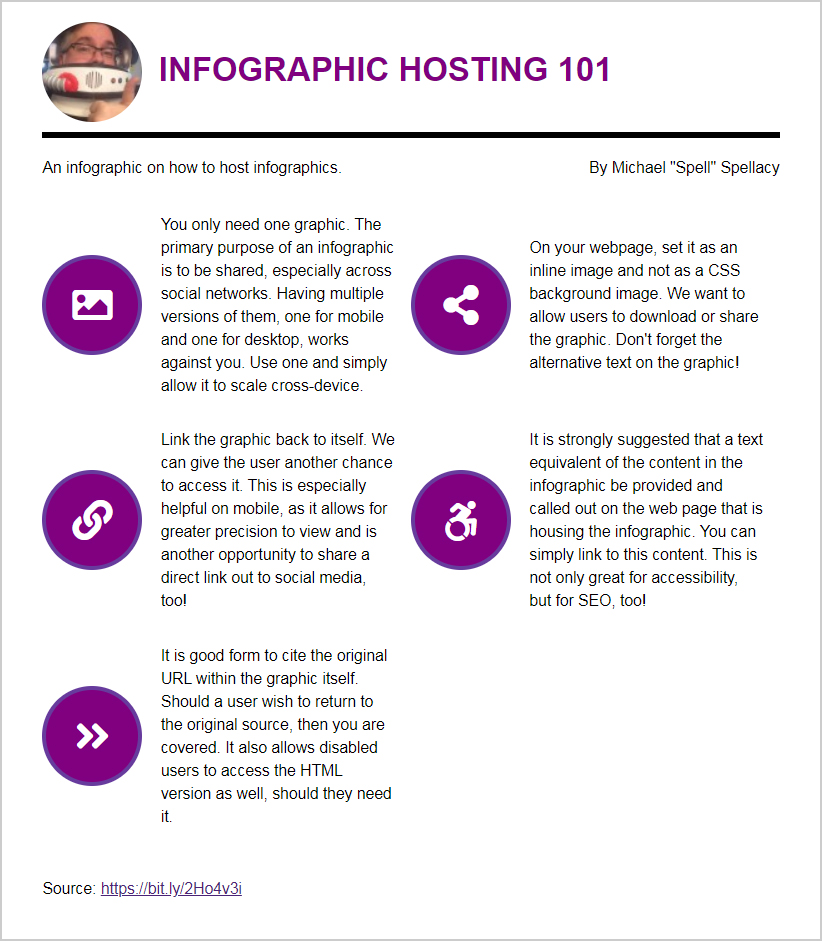 INFOGRAPHIC HOSTING 101
An infographic on how to host infographics.
By Michael "Spell" Spellacy
You only need one graphic. The
primary purpose of an infographic
is to be shared, especially across
social networks. Having multiple
versions of them, one for mobile
and one for desktop, works
against you. Use one and simply
allow it to scale cross-device.
On your webpage, set it as an
inline image and not as a CSS
background image. We want to
allow users to download or share
the graphic. Don't forget the
alternative text on the graphic!
Link the graphic back to itself. We
can give the user another chance
to access it. This is especially
helpful on mobile, as it allows for
greater precision to view and is
another opportunity to share a
direct link out to social media,
too!
It is strongly suggested that a text
equivalent of the content in the
infographic be provided and
called out on the web page that is
housing the infographic. You can
simply link to this content. This is
not only great for accessibility,
but for SEO, too!
It is good form to cite the original
URL within the graphic itself.
Should a user wish to return to
the original source, then you are
covered. It also allows disabled
users to access the HTML
version as well, should they need
it.
Source: https://bit.ly/2Ho4v3i